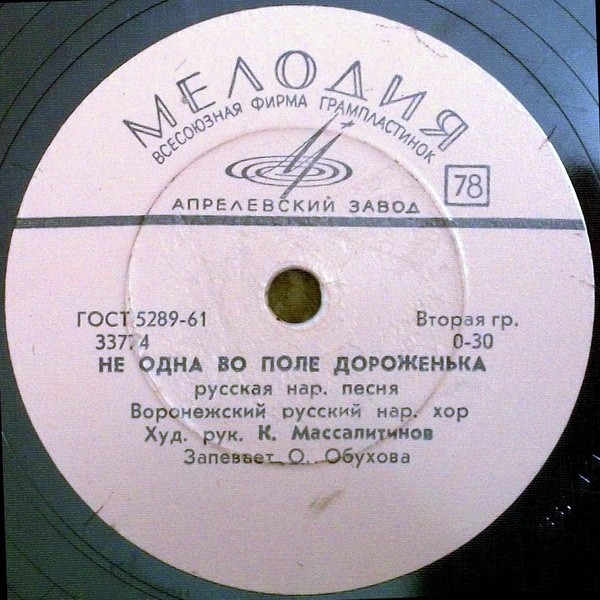 МЕЛОДИЯ
ВСЕСОЮЗНАЯ ФИРМА ГРАМПЛАСТИНОК
78
АПРЕЛЕВСКИЙ ЗАВОД
ГОСТ 5289-61
Вторая гр.
33774
0-30
НЕ ОДНА ВО ПОЛЕ ДОРОЖЕНЬКА
русская нар. песня
Воронежский русский нар. хор
Худ. рук. К. Массалитинов
Запевает О. Обухова